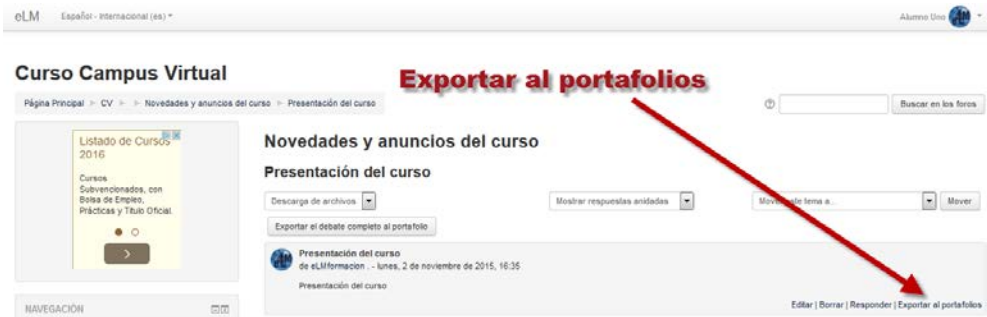 eLM Español - Internacional (es)
Alumno Uno
Curso Campus Virtual
Exportar al portafolios
Página Principal CV Novedades y anuncios del curso Presentación del curso
Buscar en los foros
Listado de Cursos
2016
Cursos
Subvencionados, con
Bolsa de Empleo,
Prácticas y Título Oficial.
NAVEGACIÓN
Novedades y anuncios del curso
Presentación del curso
Descarga de archivos
Mostrar respuestas anidadas
Mover este tema a...
Mover
Exportar el debate completo al portafolio
Presentación del curso
de eLMformacion . - lunes, 2 de noviembre de 2015, 16:35
Presentación del curso
Editar | Borrar | Responder | Exportar al portafolios